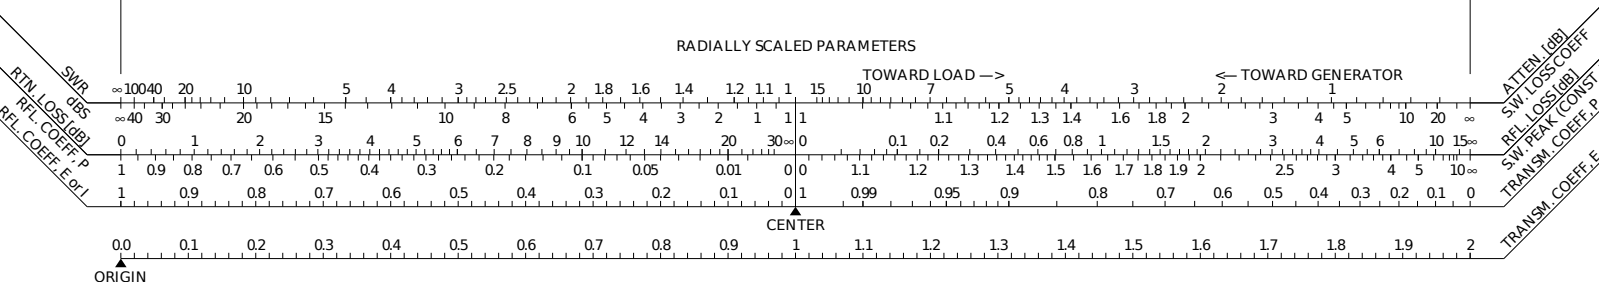 RADIALLY SCALED PARAMETERS
TOWARD LOAD —> <— TOWARD GENERATOR
SWR ∞ 100 40 20 10 5 4 3 2.5 2 1.8 1.6 1.4 1.2 1.1 1 15 10 7 5 4 3 2 1 ATTEN. [dB]
dBS ∞ 40 30 20 15 10 8 6 5 4 3 2 1 1 1 1.1 1.2 1.3 1.4 1.6 1.8 2 3 4 5 10 20 ∞ S.W. LOSS COEFF
RTN. LOSS [dB] 0 1 2 3 4 5 6 7 8 9 10 12 14 20 30 ∞ 0 0.1 0.2 0.4 0.6 0.8 1 1.5 2 3 4 5 6 10 15 ∞ RFL. LOSS [dB]
RFL. COEFF, P 1 0.9 0.8 0.7 0.6 0.5 0.4 0.3 0.2 0.1 0.05 0.01 0 0 1.1 1.2 1.3 1.4 1.5 1.6 1.7 1.8 1.9 2 2.5 3 4 5 10 ∞ S.W. PEAK (CONST
RFL. COEFF, E or I 1 0.9 0.8 0.7 0.6 0.5 0.4 0.3 0.2 0.1 0 1 0.99 0.95 0.9 0.8 0.7 0.6 0.5 0.4 0.3 0.2 0.1 0 TRANSM. COEFF, P
CENTER
0.0 0.1 0.2 0.3 0.4 0.5 0.6 0.7 0.8 0.9 1 1.1 1.2 1.3 1.4 1.5 1.6 1.7 1.8 1.9 2 TRANSM. COEFF, E
ORIGIN